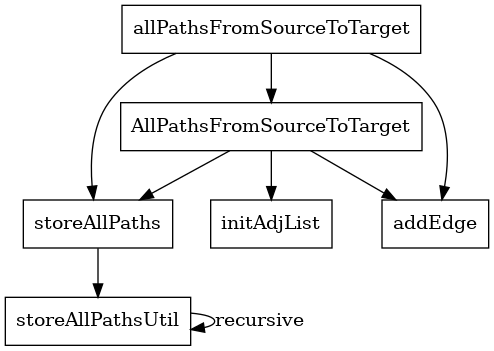 allPathsFromSourceToTarget
AllPathsFromSourceToTarget
storeAllPaths
initAdjList
addEdge
storeAllPathsUtil
recursive